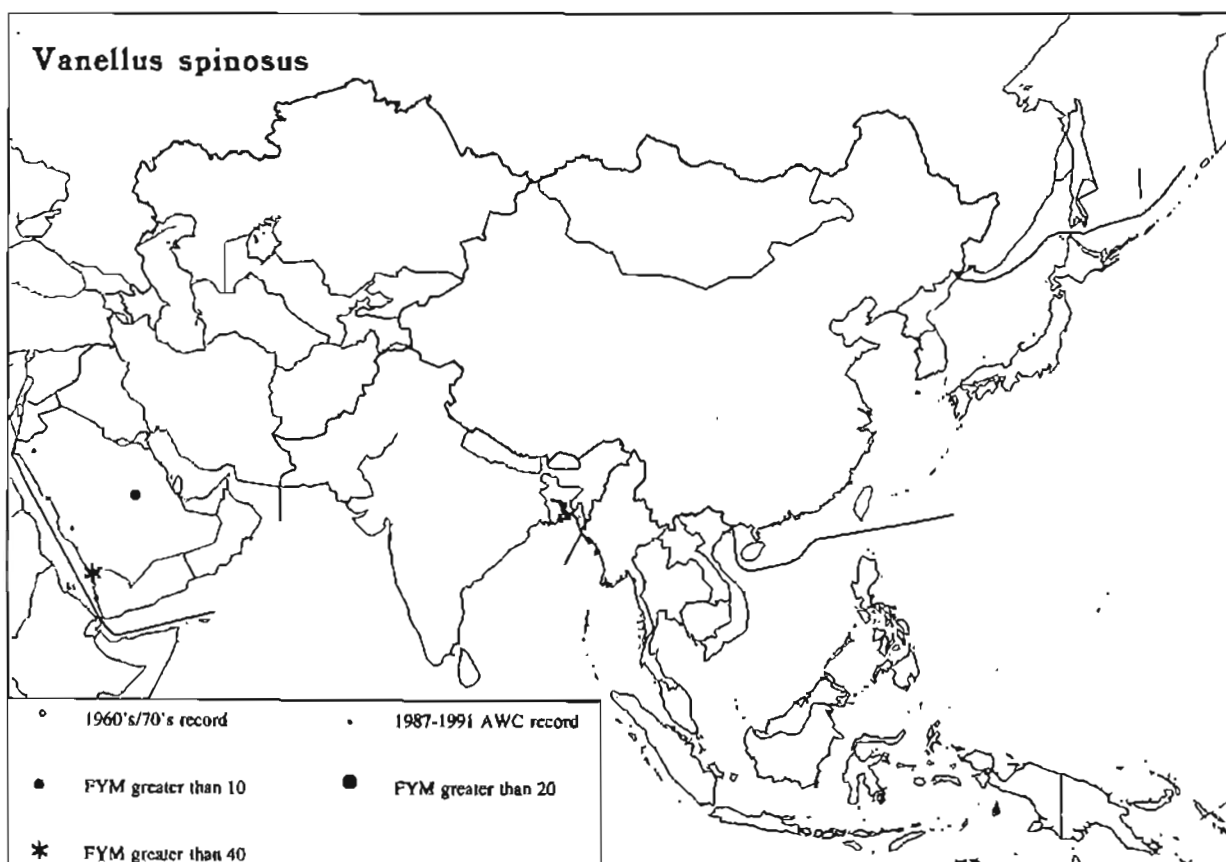 Vanellus spinosus
1960's/70's record
1987-1991 AWC record
FYM greater than 10
FYM greater than 20
FYM greater than 40